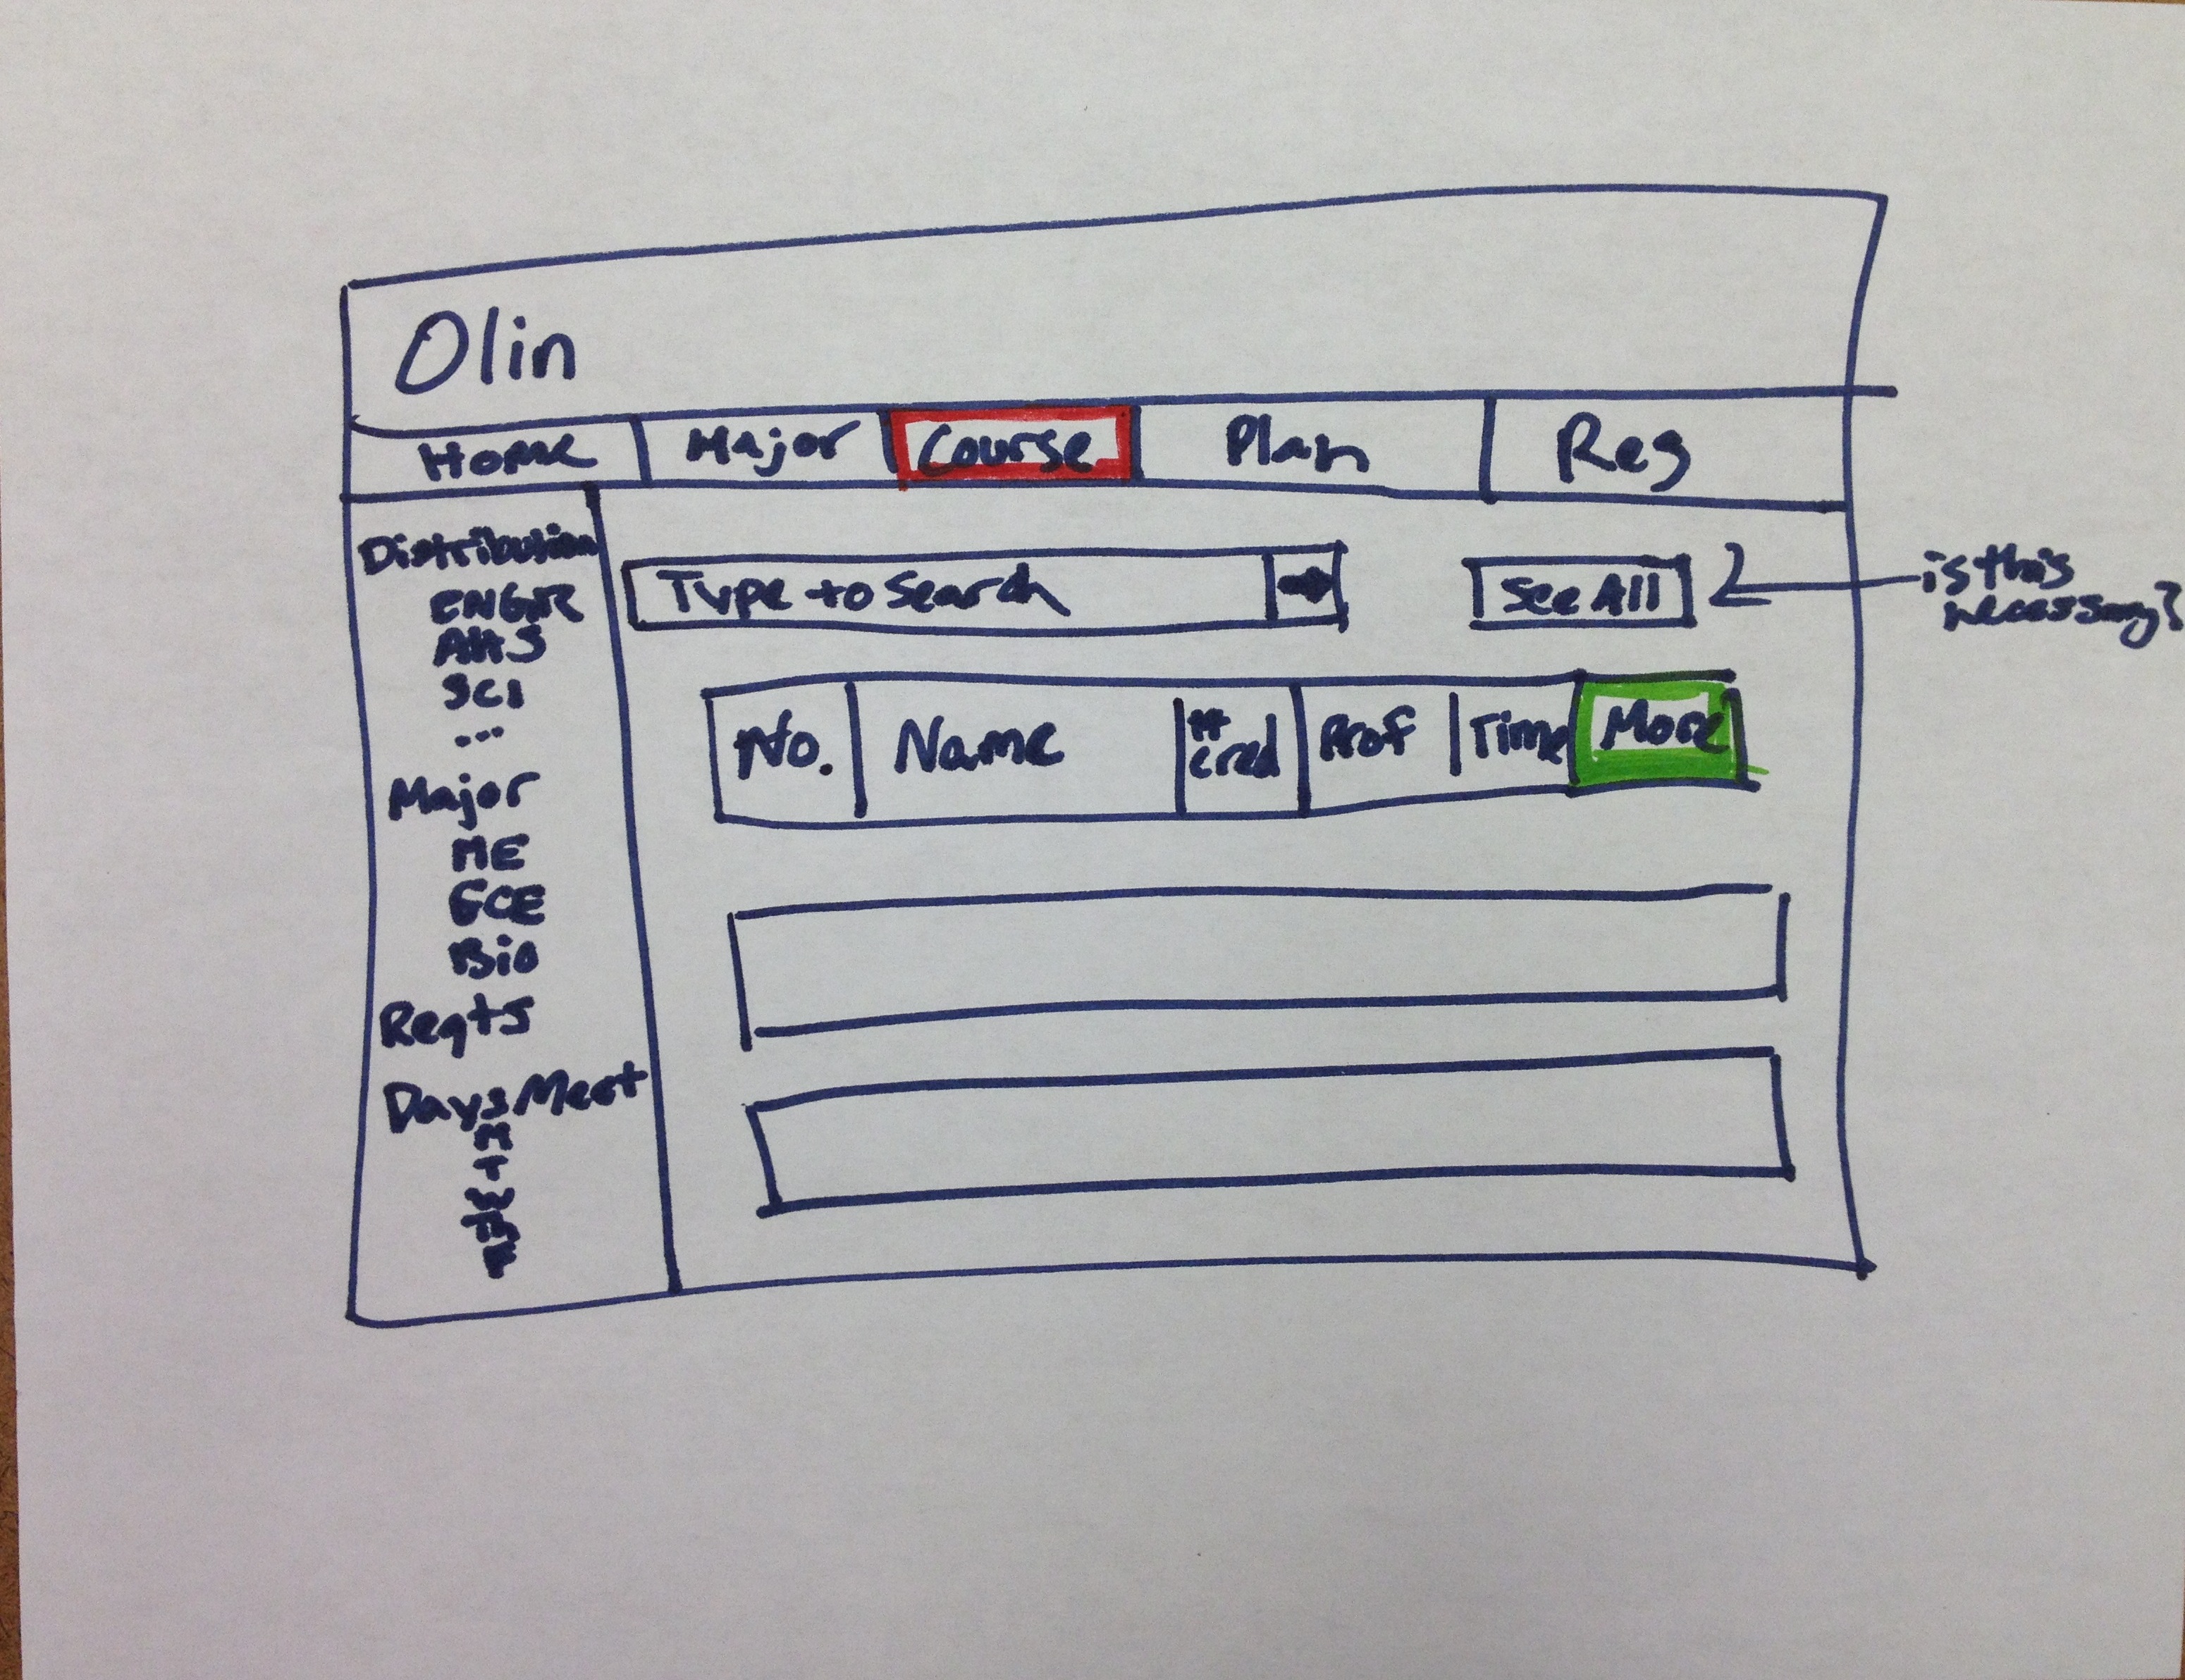 Olin
Home Major Course Plan Reg
Distribution
ENGR
AHS
SCI
...
Major
ME
ECE
Bio
Reqts
Days Meet
M
T
W
Th
F
Type to Search →
See All
is this
necessary?
No. Name # cred Prof Time More